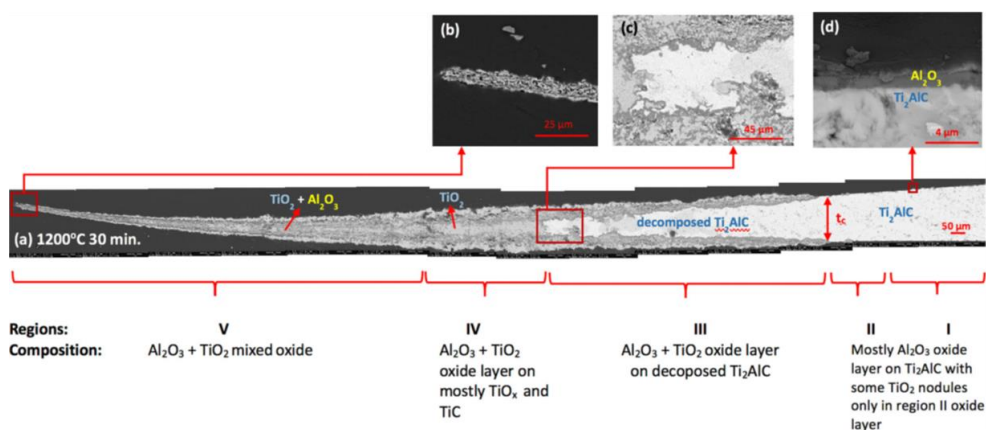 (b)
25 µm
(c)
45 µm
(d)
Al₂O₃
Ti₂AlC
4 µm
(a) 1200°C 30 min.
TiO₂ + Al₂O₃
TiO₂
decomposed Ti₂AlC
t꜀
Ti₂AlC
50 µm
Regions: V IV III II I
Composition:
Al₂O₃ + TiO₂ mixed oxide
Al₂O₃ + TiO₂
oxide layer on
mostly TiOₓ and
TiC
Al₂O₃ + TiO₂ oxide layer
on decoposed Ti₂AlC
Mostly Al₂O₃ oxide
layer on Ti₂AlC with
some TiO₂ nodules
only in region II oxide
layer